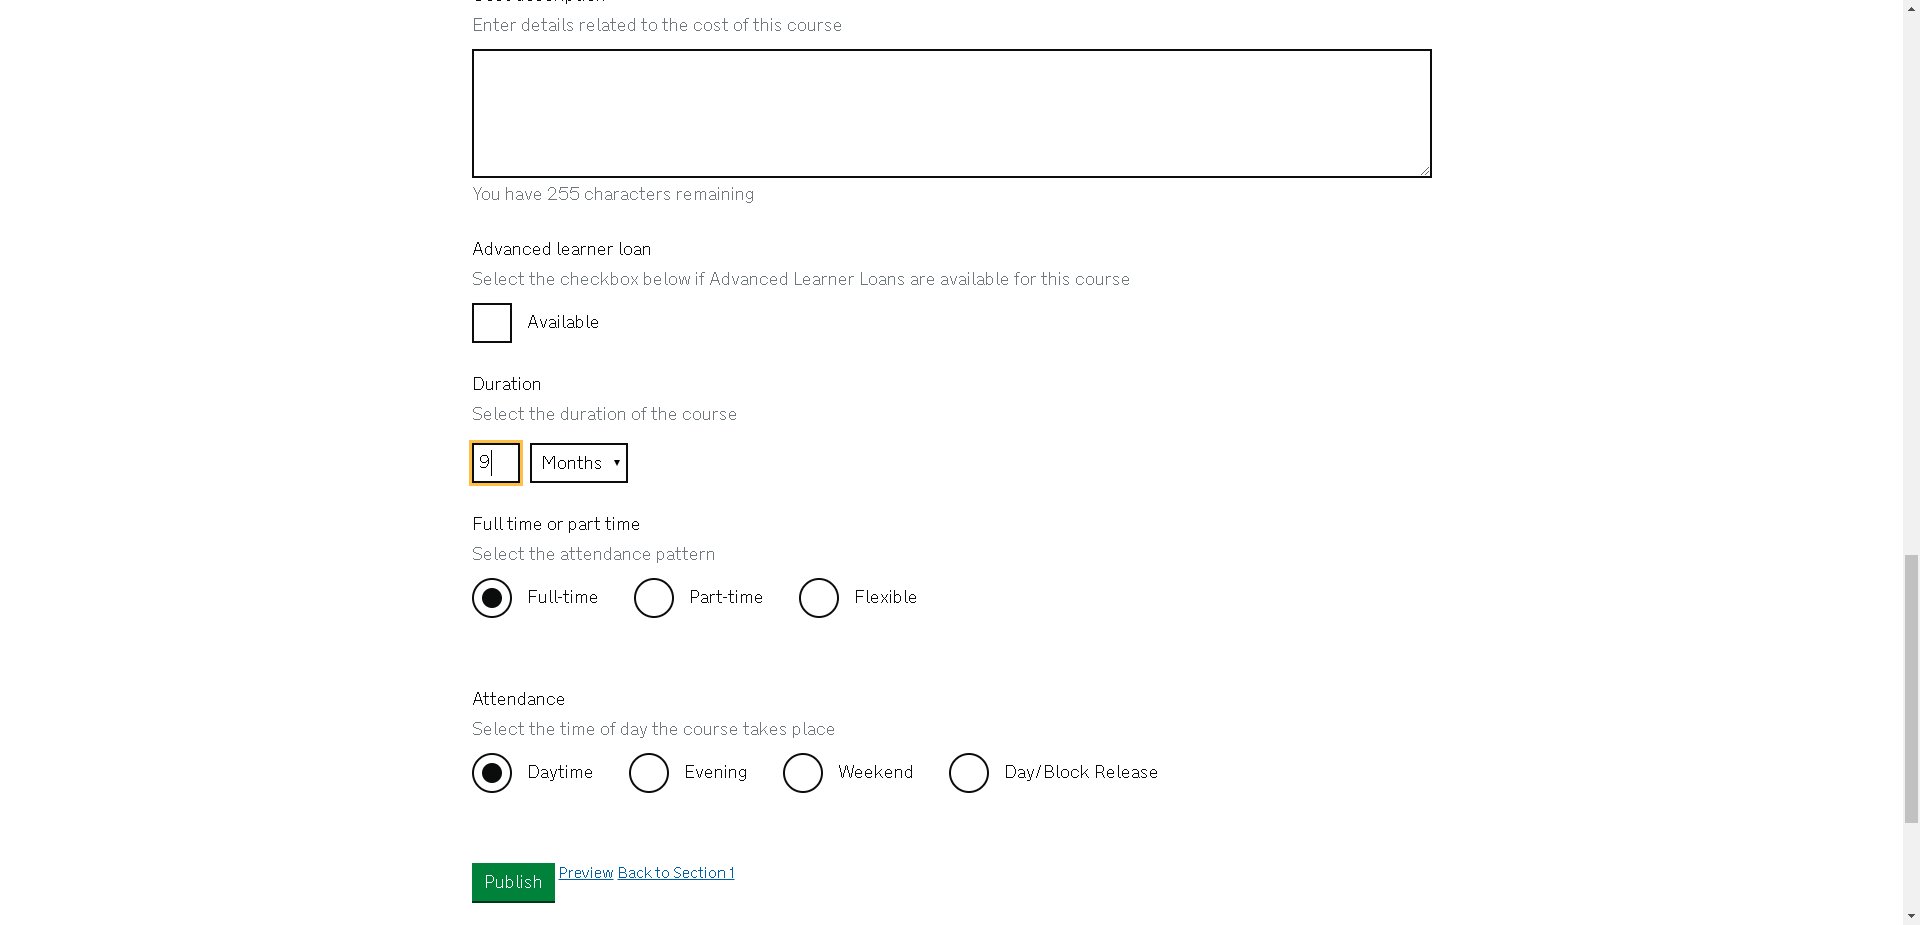 Cost description
Enter details related to the cost of this course
You have 255 characters remaining
Advanced learner loan
Select the checkbox below if Advanced Learner Loans are available for this course
Available
Duration
Select the duration of the course
9 Months
Full time or part time
Select the attendance pattern
Full-time Part-time Flexible
Attendance
Select the time of day the course takes place
Daytime Evening Weekend Day/Block Release
Publish Preview Back to Section 1